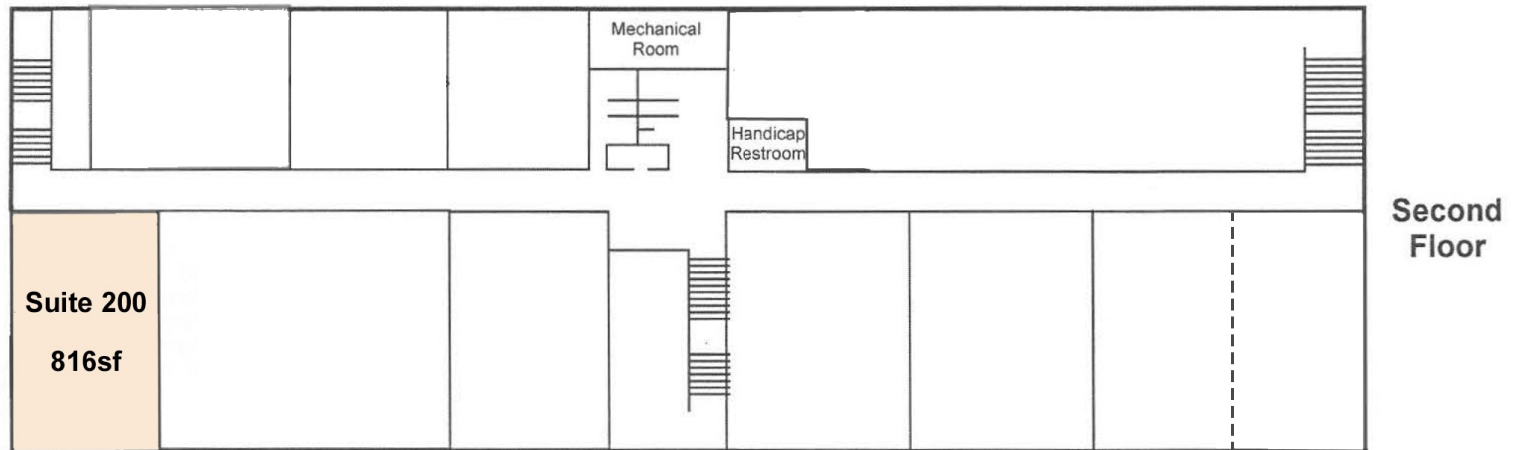 Mechanical
Room
Handicap
Restroom
Second
Floor
Suite 200
816sf